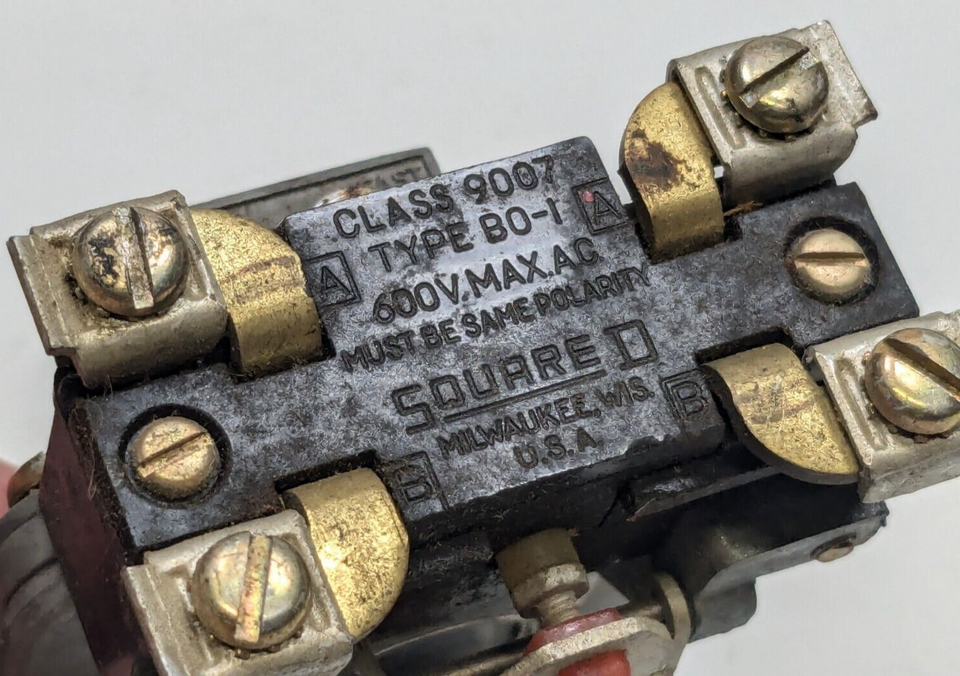 CLASS 9007
TYPE BO-1
A
A
600V.MAX.AC
MUST BE SAME POLARITY
SQUARE D
B
B
MILWAUKEE, WIS.
U.S.A